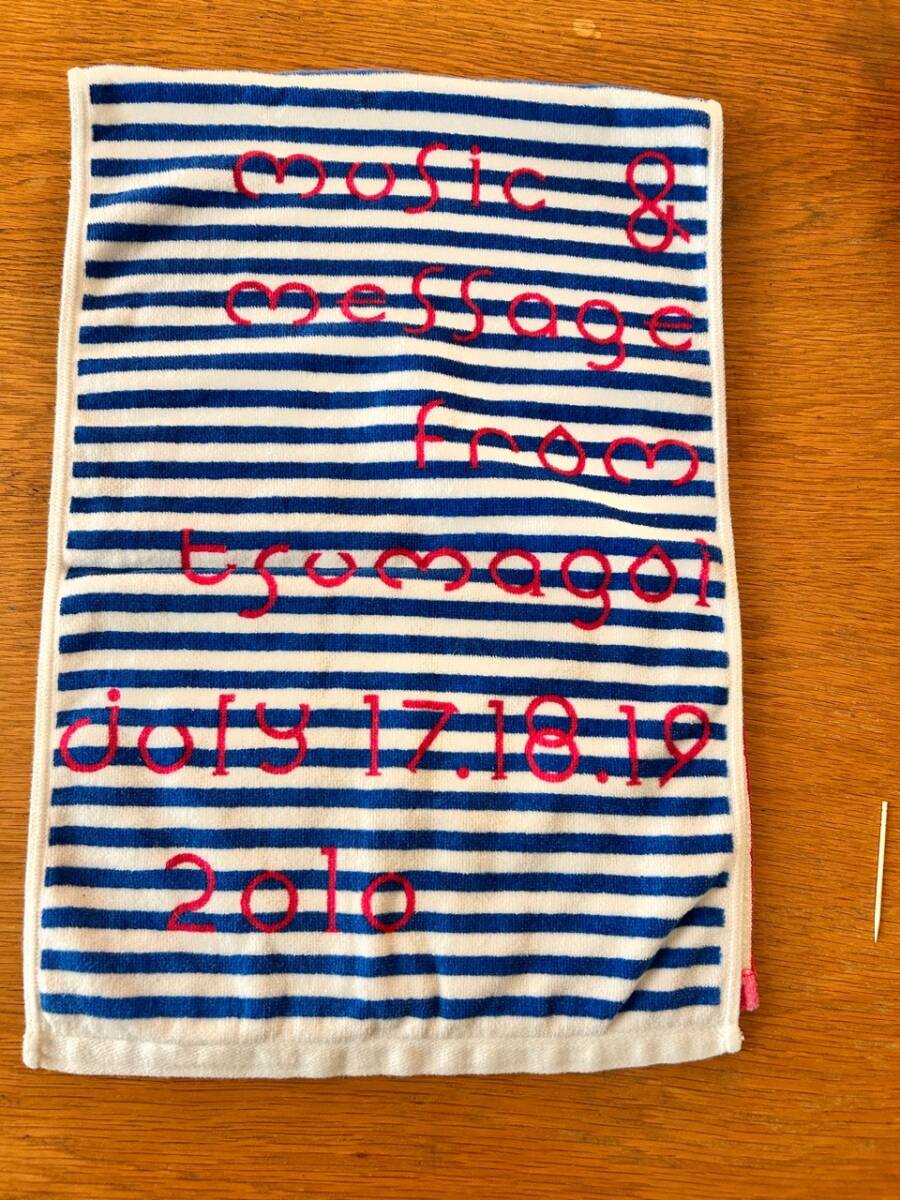 music &
message
from
tsumagoi
july 17.18.19
2010